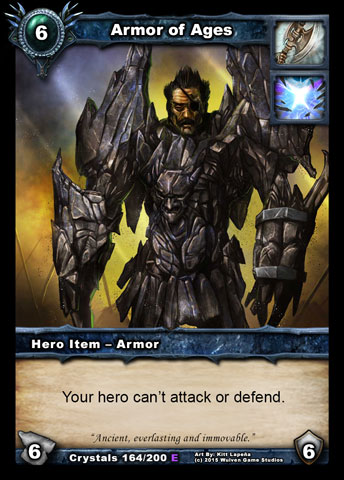 6 Armor of Ages
Hero Item – Armor
Your hero can't attack or defend.
"Ancient, everlasting and immovable."
6 Crystals 164/200 E Art By: Kitt Lapeña 6
(c) 2015 Wulven Game Studios